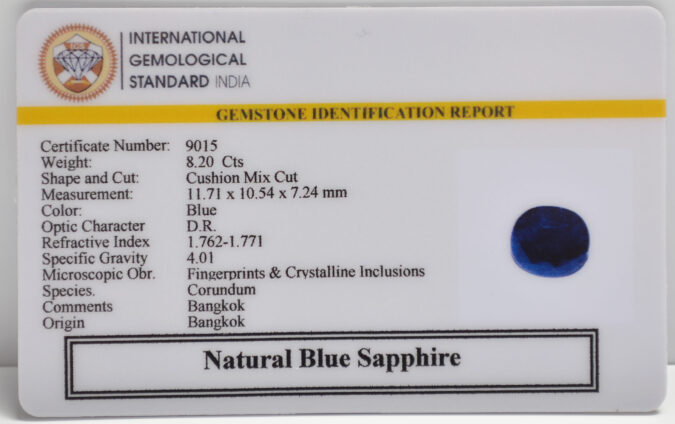 INTERNATIONAL
GEMOLOGICAL
STANDARD INDIA
GEMSTONE IDENTIFICATION REPORT
Certificate Number: 9015
Weight: 8.20 Cts
Shape and Cut: Cushion Mix Cut
Measurement: 11.71 x 10.54 x 7.24 mm
Color: Blue
Optic Character D.R.
Refractive Index 1.762-1.771
Specific Gravity 4.01
Microscopic Obr. Fingerprints & Crystalline Inclusions
Species. Corundum
Comments Bangkok
Origin Bangkok
Natural Blue Sapphire